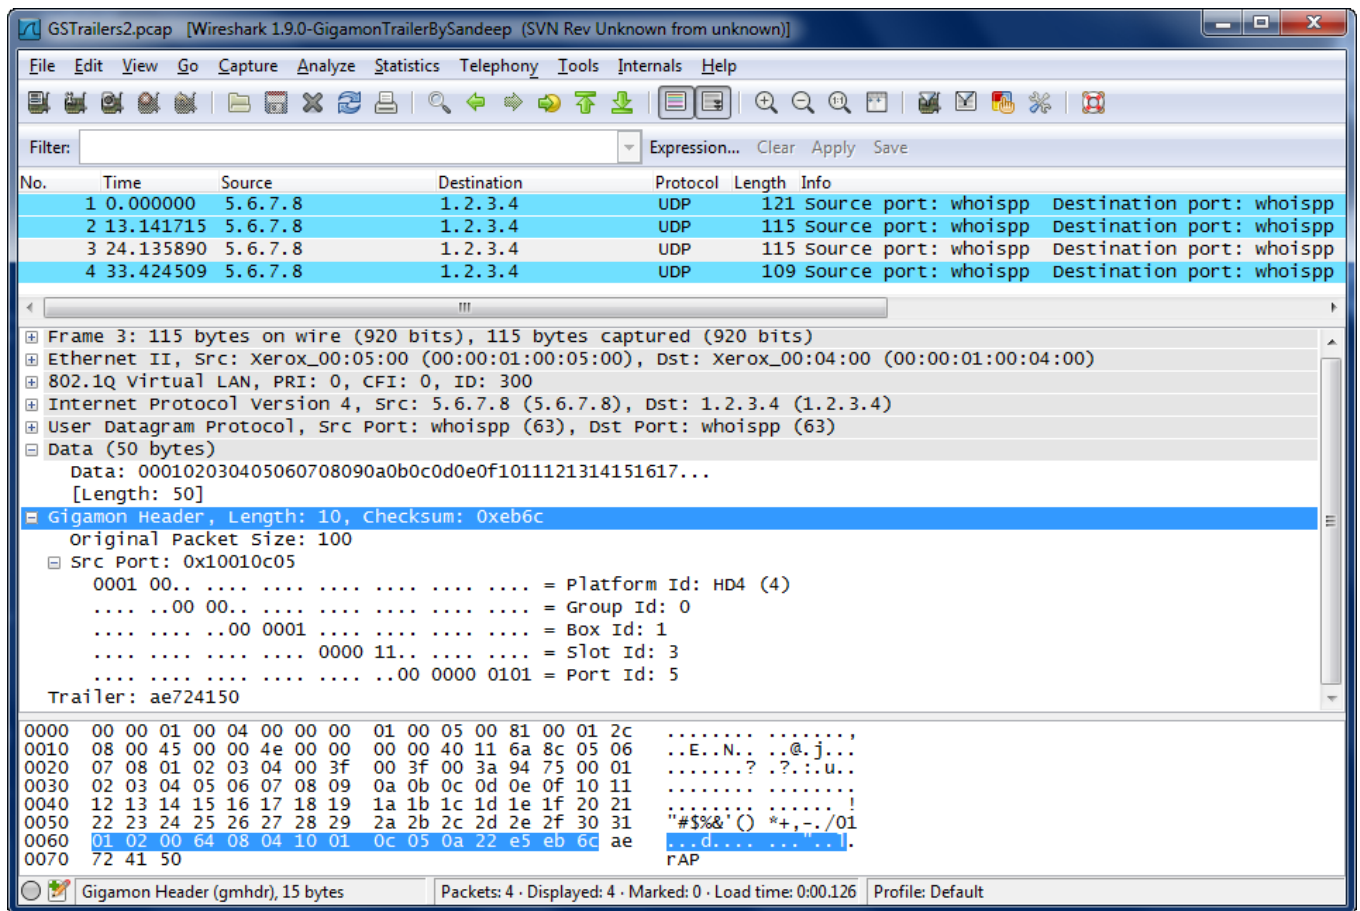 GSTrailers2.pcap [Wireshark 1.9.0-GigamonTrailerBySandeep (SVN Rev Unknown from unknown)]
File Edit View Go Capture Analyze Statistics Telephony Tools Internals Help
Filter: Expression... Clear Apply Save
No. Time Source Destination Protocol Length Info
1 0.000000 5.6.7.8 1.2.3.4 UDP 121 Source port: whoispp Destination port: whoispp
2 13.141715 5.6.7.8 1.2.3.4 UDP 115 Source port: whoispp Destination port: whoispp
3 24.135890 5.6.7.8 1.2.3.4 UDP 115 Source port: whoispp Destination port: whoispp
4 33.424509 5.6.7.8 1.2.3.4 UDP 109 Source port: whoispp Destination port: whoispp
Frame 3: 115 bytes on wire (920 bits), 115 bytes captured (920 bits)
Ethernet II, Src: Xerox_00:05:00 (00:00:01:00:05:00), Dst: Xerox_00:04:00 (00:00:01:00:04:00)
802.1Q Virtual LAN, PRI: 0, CFI: 0, ID: 300
Internet Protocol Version 4, Src: 5.6.7.8 (5.6.7.8), Dst: 1.2.3.4 (1.2.3.4)
User Datagram Protocol, Src Port: whoispp (63), Dst Port: whoispp (63)
Data (50 bytes)
Data: 000102030405060708090a0b0c0d0e0f1011121314151617...
[Length: 50]
Gigamon Header, Length: 10, Checksum: 0xeb6c
Original Packet Size: 100
Src Port: 0x10010c05
0001 00.. .... .... .... .... .... .... = Platform Id: HD4 (4)
.... ..00 00.. .... .... .... .... .... = Group Id: 0
.... .... ..00 0001 .... .... .... .... = Box Id: 1
.... .... .... .... 0000 11.. .... .... = Slot Id: 3
.... .... .... .... .... ..00 0000 0101 = Port Id: 5
Trailer: ae724150
0000 00 00 01 00 04 00 00 00 01 00 05 00 81 00 01 2c ........ .......,
0010 08 00 45 00 00 4e 00 00 00 00 40 11 6a 8c 05 06 ..E..N.. ..@.j...
0020 07 08 01 02 03 04 00 3f 00 3f 00 3a 94 75 00 01 .......? .?.:.u..
0030 02 03 04 05 06 07 08 09 0a 0b 0c 0d 0e 0f 10 11 ........ ........
0040 12 13 14 15 16 17 18 19 1a 1b 1c 1d 1e 1f 20 21 ........ ...... !
0050 22 23 24 25 26 27 28 29 2a 2b 2c 2d 2e 2f 30 31 "#$%&'() *+,-./01
0060 01 02 00 64 08 04 10 01 0c 05 0a 22 e5 eb 6c ae ...d.... ..."..l.
0070 72 41 50 rAP
Gigamon Header (gmhdr), 15 bytes Packets: 4 · Displayed: 4 · Marked: 0 · Load time: 0:00.126 Profile: Default